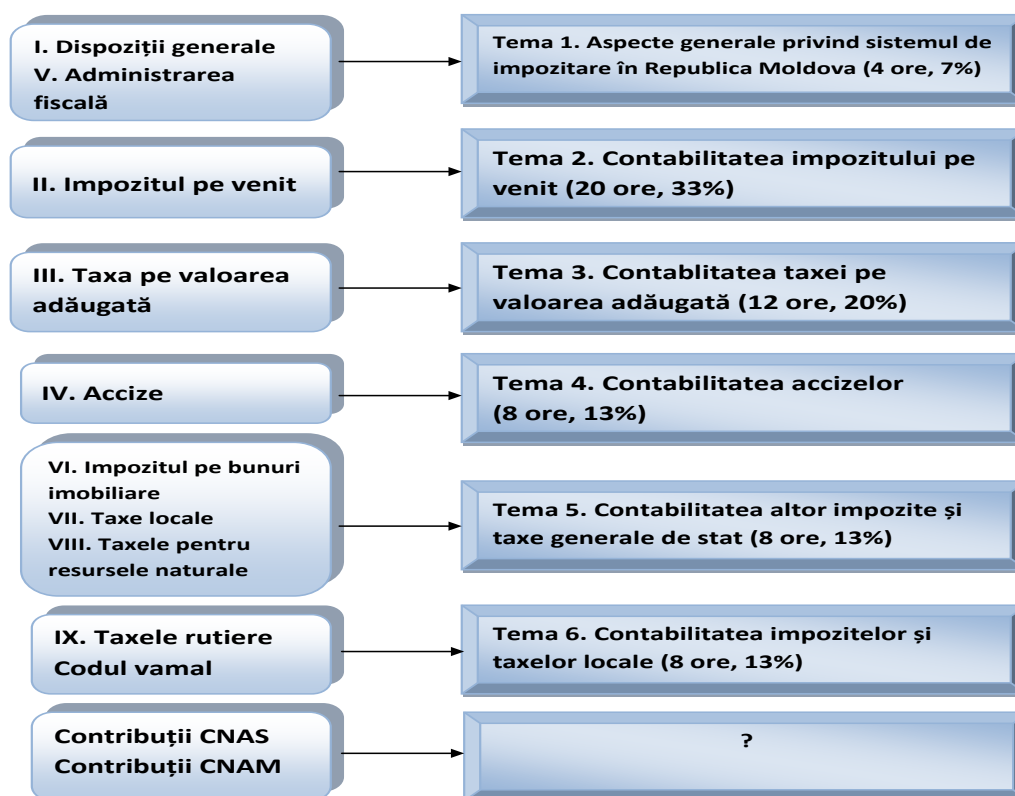 I. Dispoziții generale
V. Administrarea
fiscală
Tema 1. Aspecte generale privind sistemul de
impozitare în Republica Moldova (4 ore, 7%)
II. Impozitul pe venit
Tema 2. Contabilitatea impozitului pe
venit (20 ore, 33%)
III. Taxa pe valoarea
adăugată
Tema 3. Contablitatea taxei pe
valoarea adăugată (12 ore, 20%)
IV. Accize
Tema 4. Contabilitatea accizelor
(8 ore, 13%)
VI. Impozitul pe bunuri
imobiliare
VII. Taxe locale
VIII. Taxele pentru
resursele naturale
Tema 5. Contabilitatea altor impozite și
taxe generale de stat (8 ore, 13%)
IX. Taxele rutiere
Codul vamal
Tema 6. Contabilitatea impozitelor și
taxelor locale (8 ore, 13%)
Contribuții CNAS
Contribuții CNAM
?